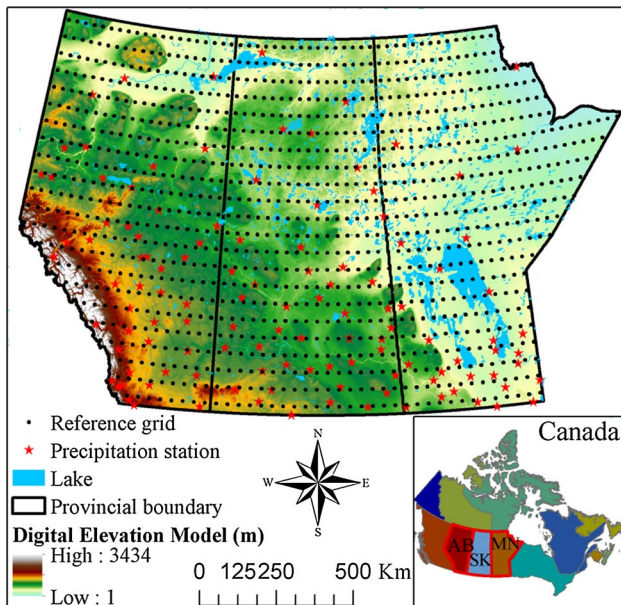 Reference grid
Precipitation station
Lake
Provincial boundary
Digital Elevation Model (m)
High : 3434
Low : 1
N
W
E
S
0 125250 500 Km
Canada
AB
SK
MN